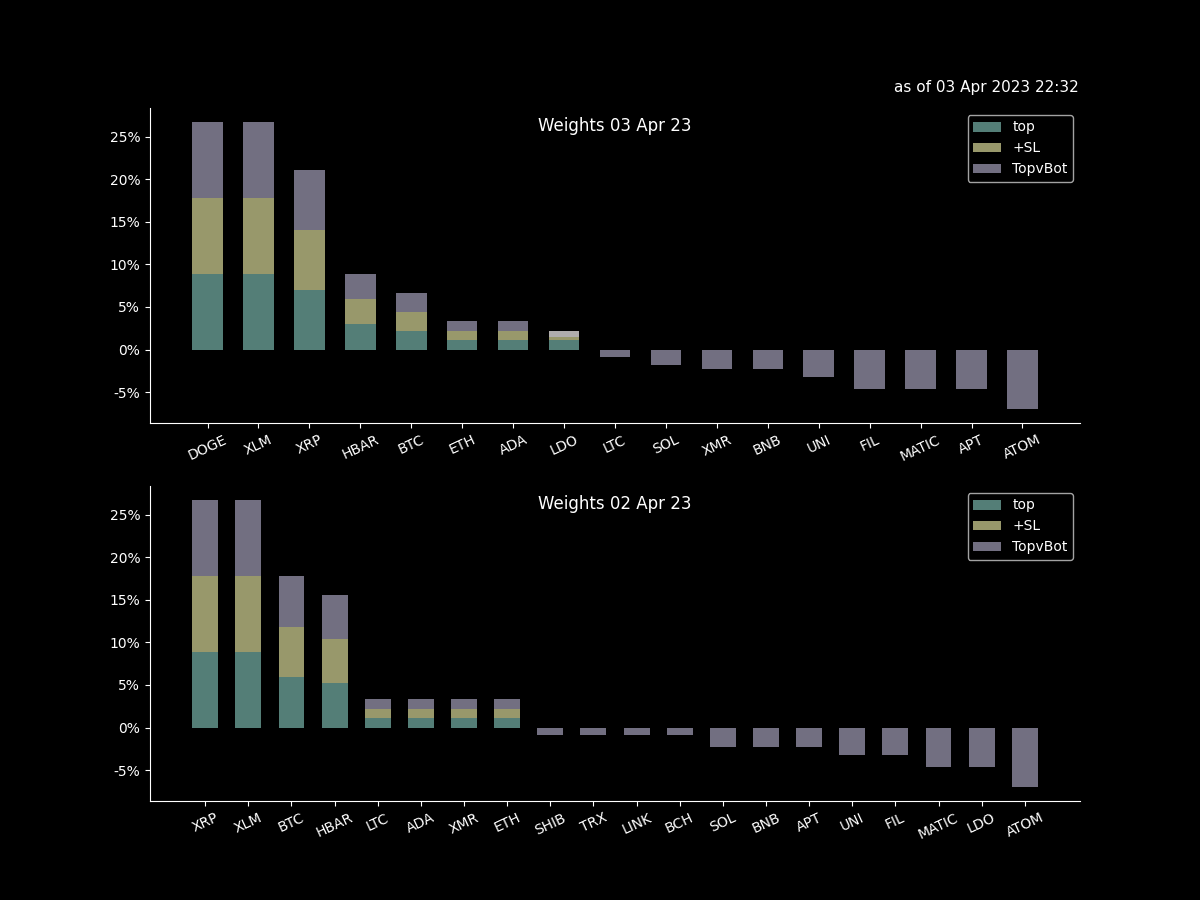 as of 03 Apr 2023 22:32
Weights 03 Apr 23
top
+SL
TopvBot
25%
20%
15%
10%
5%
0%
-5%
DOGE XLM XRP HBAR BTC ETH ADA LDO LTC SOL XMR BNB UNI FIL MATIC APT ATOM
Weights 02 Apr 23
top
+SL
TopvBot
25%
20%
15%
10%
5%
0%
-5%
XRP XLM BTC HBAR LTC ADA XMR ETH SHIB TRX LINK BCH SOL BNB APT UNI FIL MATIC LDO ATOM